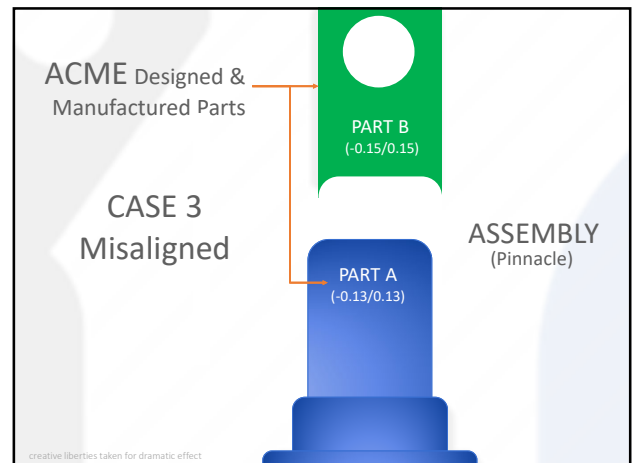 ACME Designed &
Manufactured Parts
PART B
(-0.15/0.15)
CASE 3
Misaligned
ASSEMBLY
(Pinnacle)
PART A
(-0.13/0.13)
creative liberties taken for dramatic effect